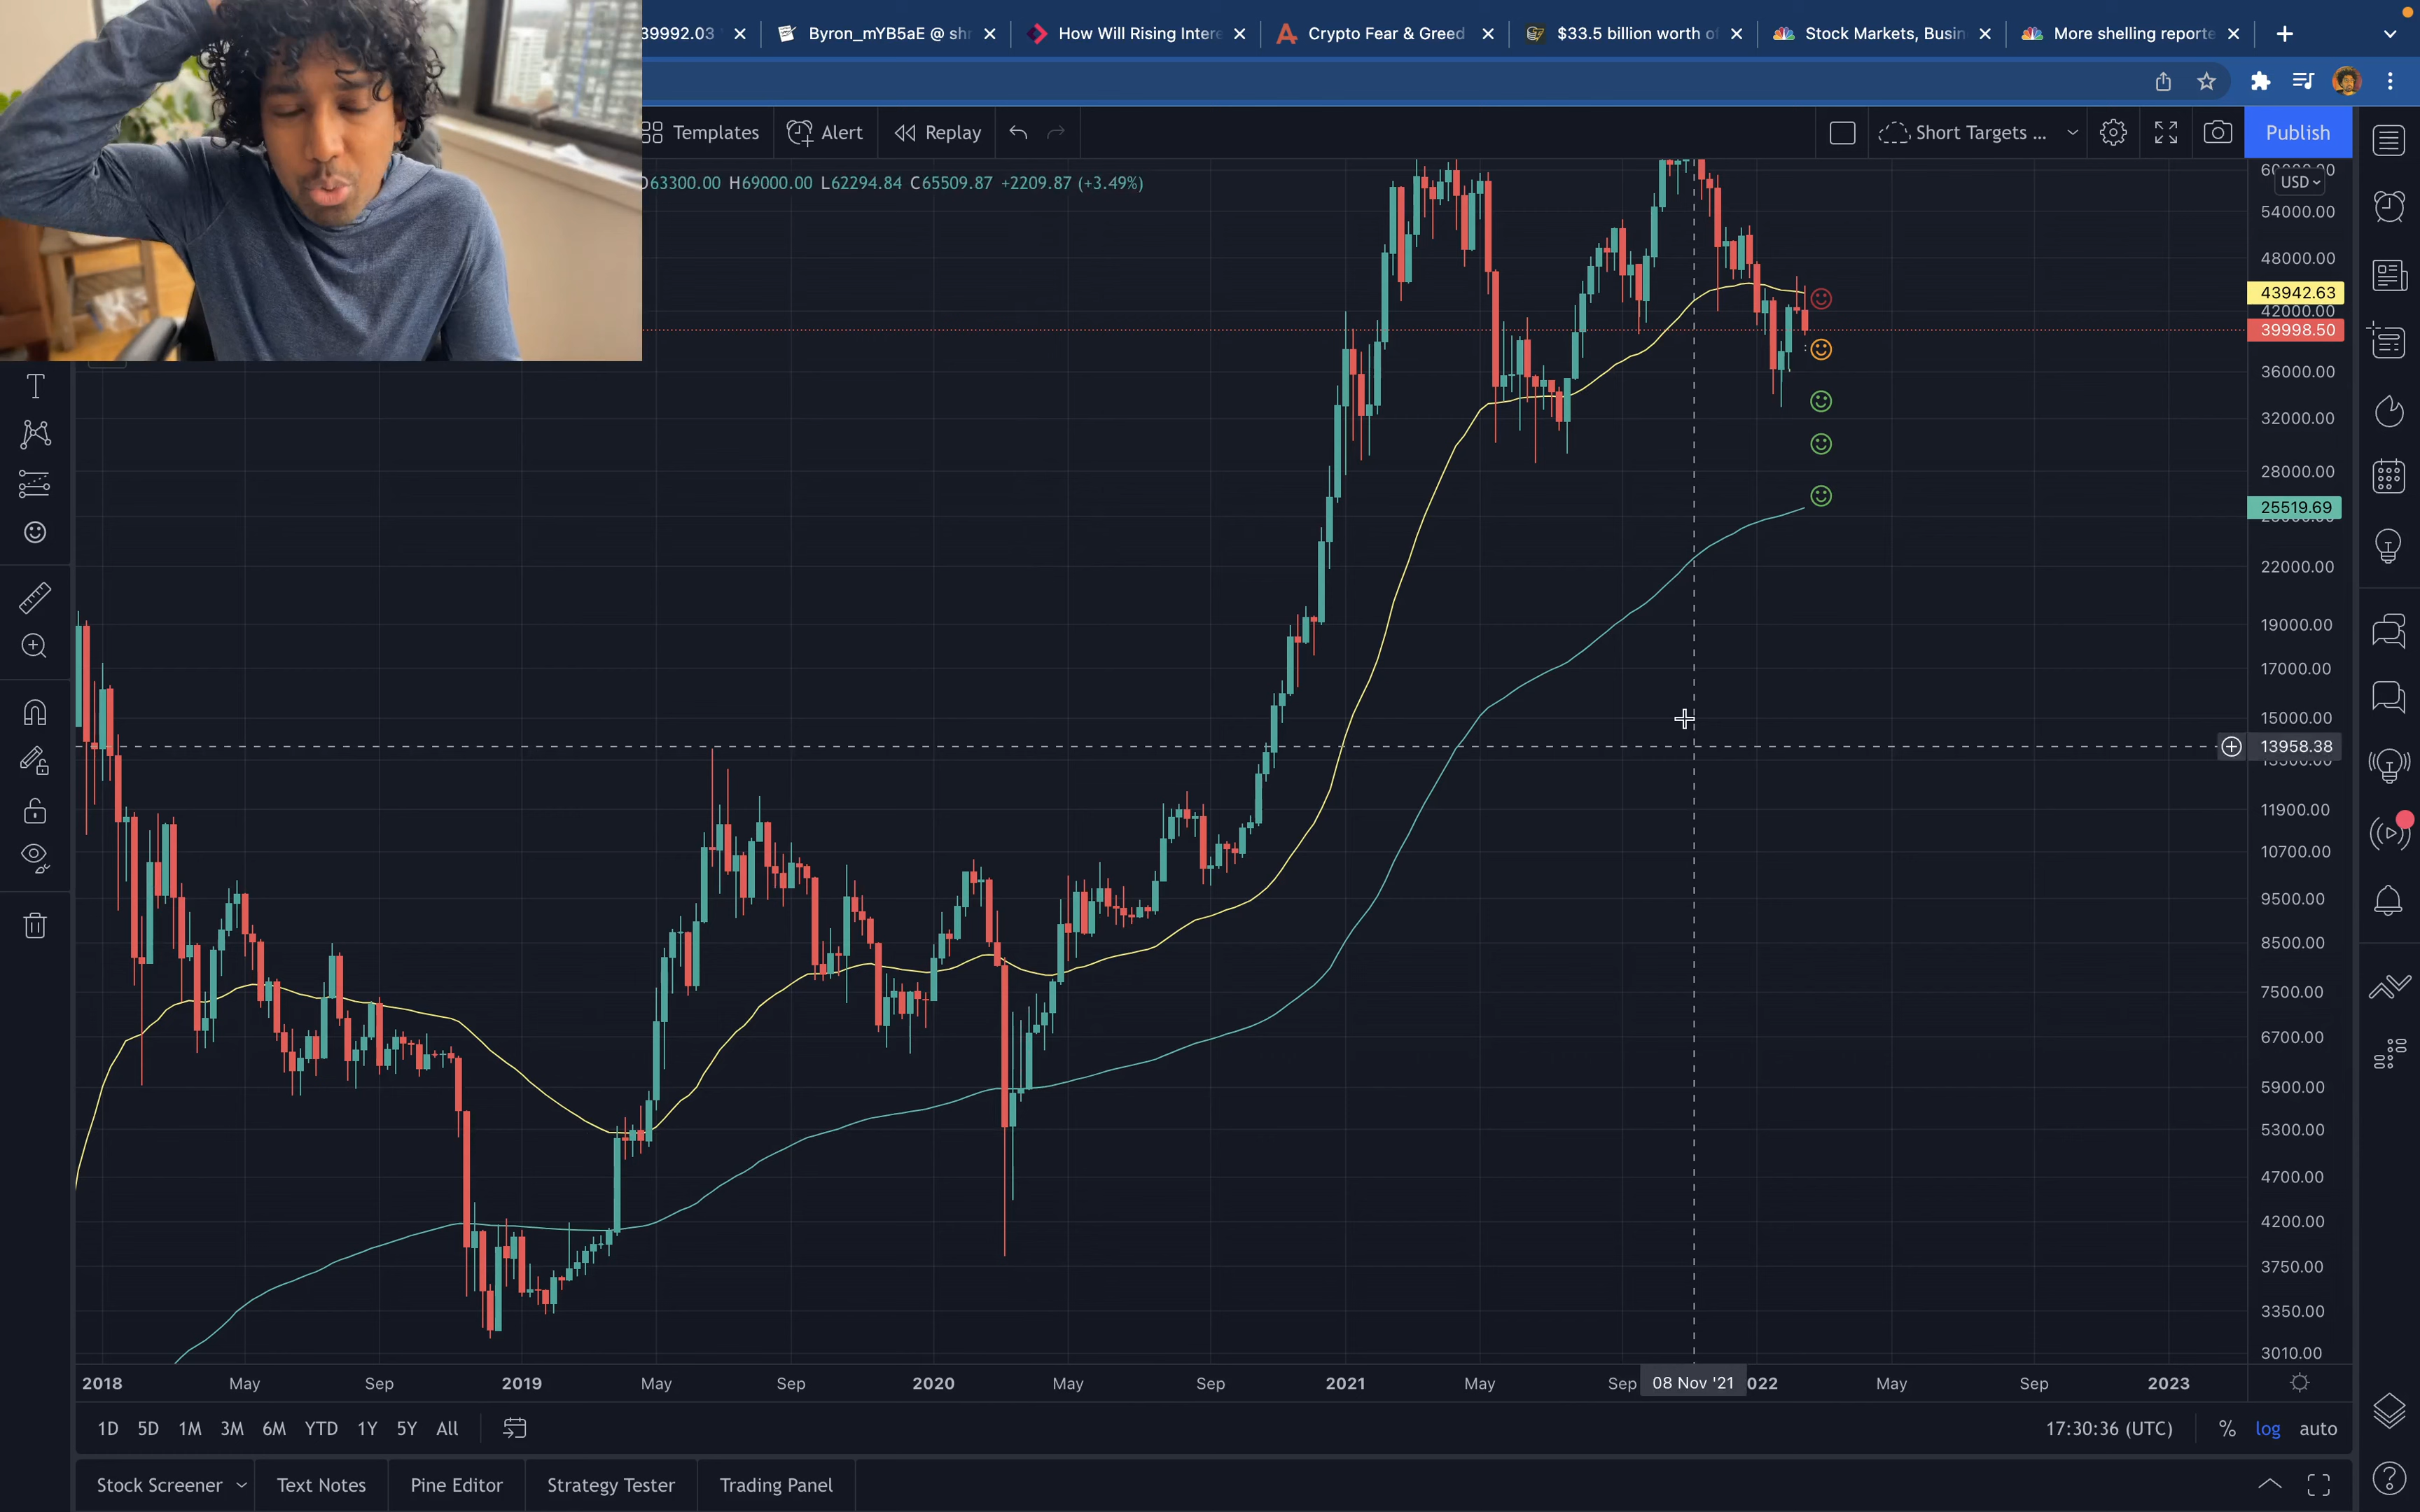 39992.03
Byron_mYB5aE @ shr
How Will Rising Intere
Crypto Fear & Greed
$33.5 billion worth of
Stock Markets, Busin
More shelling reporte
Templates
Alert
Replay
Short Targets ...
Publish
O63300.00 H69000.00 L62294.84 C65509.87 +2209.87 (+3.49%)
USD
54000.00
48000.00
43942.63
42000.00
39998.50
36000.00
32000.00
28000.00
25519.69
22000.00
19000.00
17000.00
15000.00
13958.38
11900.00
10700.00
9500.00
8500.00
7500.00
6700.00
5900.00
5300.00
4700.00
4200.00
3750.00
3350.00
3010.00
2018 May Sep 2019 May Sep 2020 May Sep 2021 May Sep 08 Nov '21 022 May Sep 2023
1D 5D 1M 3M 6M YTD 1Y 5Y All
17:30:36 (UTC) % log auto
Stock Screener Text Notes Pine Editor Strategy Tester Trading Panel